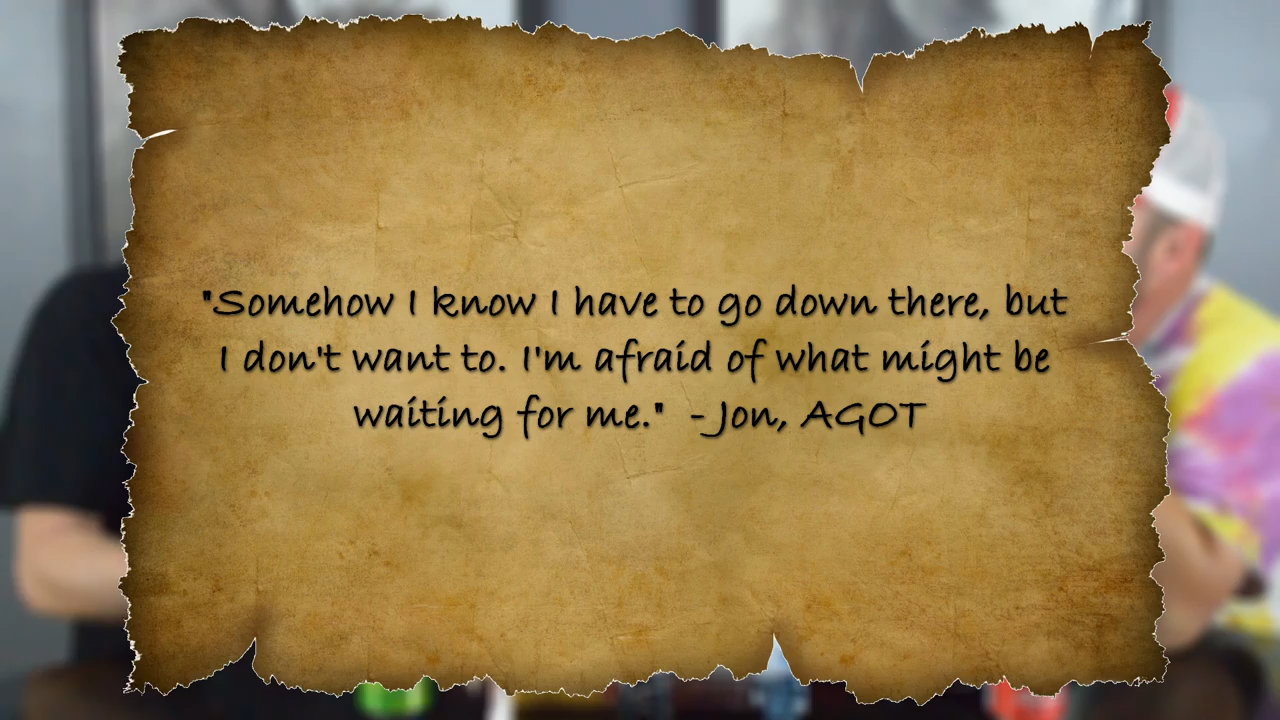 "Somehow I know I have to go down there, but
I don't want to. I'm afraid of what might be
waiting for me."  -Jon, AGOT